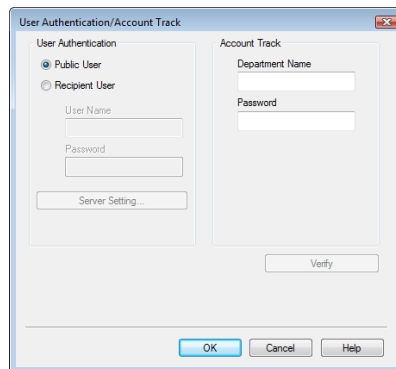 User Authentication/Account Track
User Authentication
Public User
Recipient User
User Name
Password
Server Setting...
Account Track
Department Name
Password
Verify
OK
Cancel
Help